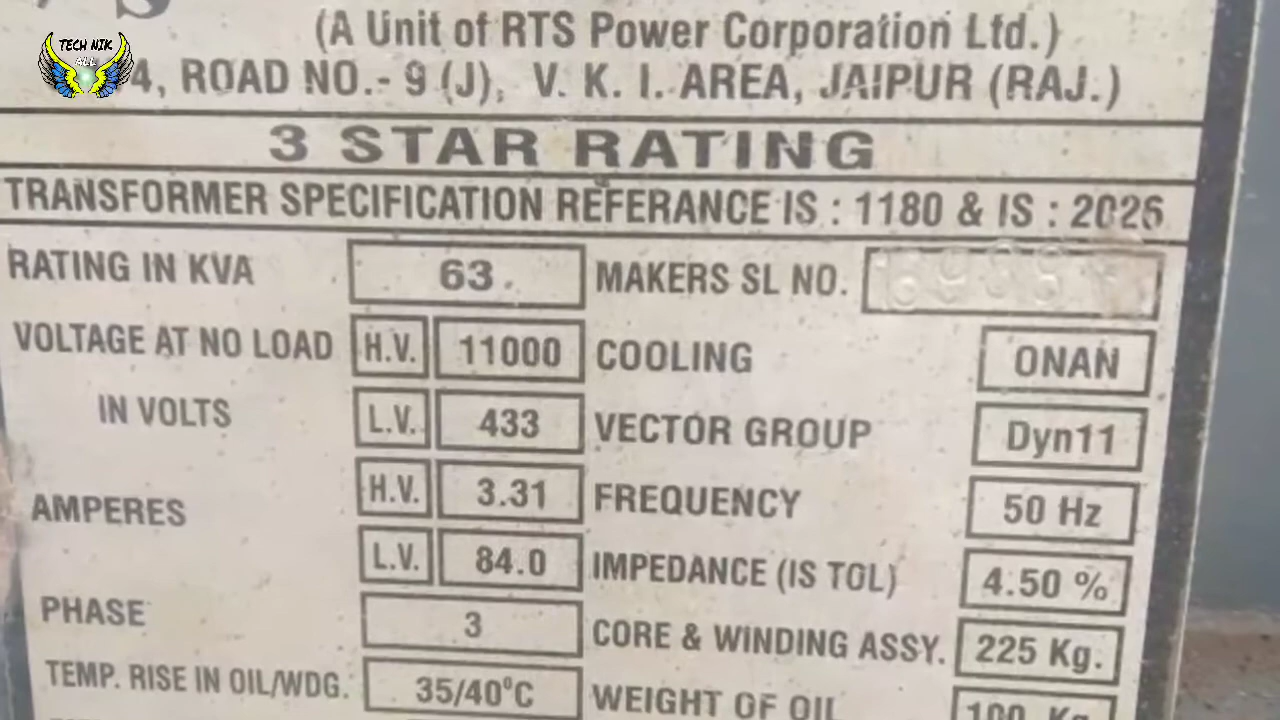 TECH NIK
ALL
(A Unit of RTS Power Corporation Ltd.)
4, ROAD NO.- 9 (J), V. K. I. AREA, JAIPUR (RAJ.)
3 STAR RATING
TRANSFORMER SPECIFICATION REFERANCE IS : 1180 & IS : 2026
RATING IN KVA 63. MAKERS SL NO.
VOLTAGE AT NO LOAD H.V. 11000 COOLING ONAN
IN VOLTS L.V. 433 VECTOR GROUP Dyn11
AMPERES H.V. 3.31 FREQUENCY 50 Hz
L.V. 84.0 IMPEDANCE (IS TOL) 4.50 %
PHASE 3 CORE & WINDING ASSY. 225 Kg.
TEMP. RISE IN OIL/WDG. 35/40°C WEIGHT OF OIL 100 Kg